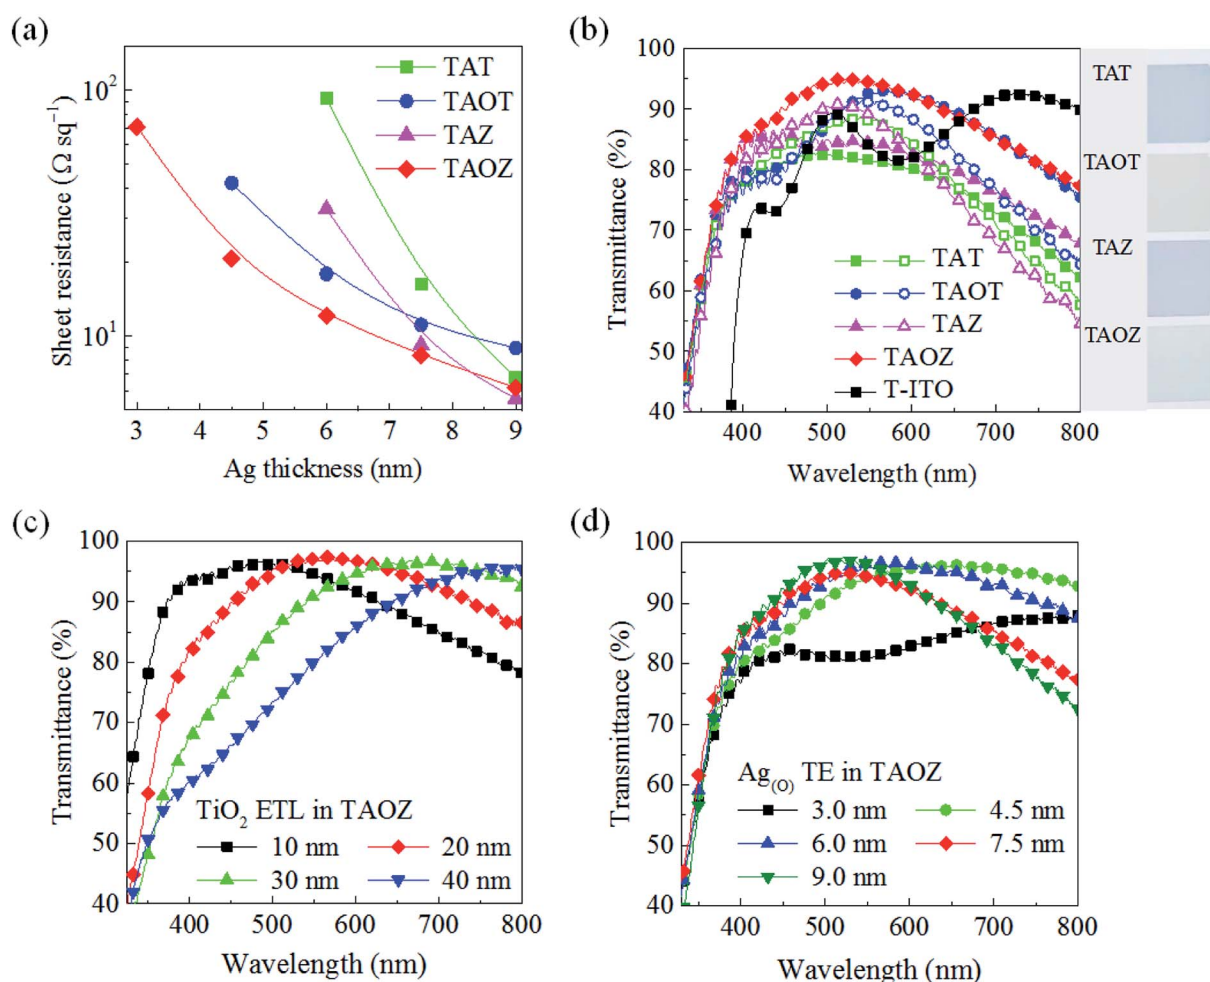 (a)
Sheet resistance (Ω sq⁻¹)
10²
10¹
TAT
TAOT
TAZ
TAOZ
3 4 5 6 7 8 9
Ag thickness (nm)
(b)
Transmittance (%)
100
90
80
70
60
50
40
TAT
TAOT
TAZ
TAOZ
T-ITO
400 500 600 700 800
Wavelength (nm)
TAT
TAOT
TAZ
TAOZ
(c)
Transmittance (%)
100
90
80
70
60
50
40
TiO₂ ETL in TAOZ
10 nm 20 nm
30 nm 40 nm
400 500 600 700 800
Wavelength (nm)
(d)
Transmittance (%)
100
90
80
70
60
50
40
Ag₍O₎ TE in TAOZ
3.0 nm 4.5 nm
6.0 nm 7.5 nm
9.0 nm
400 500 600 700 800
Wavelength (nm)